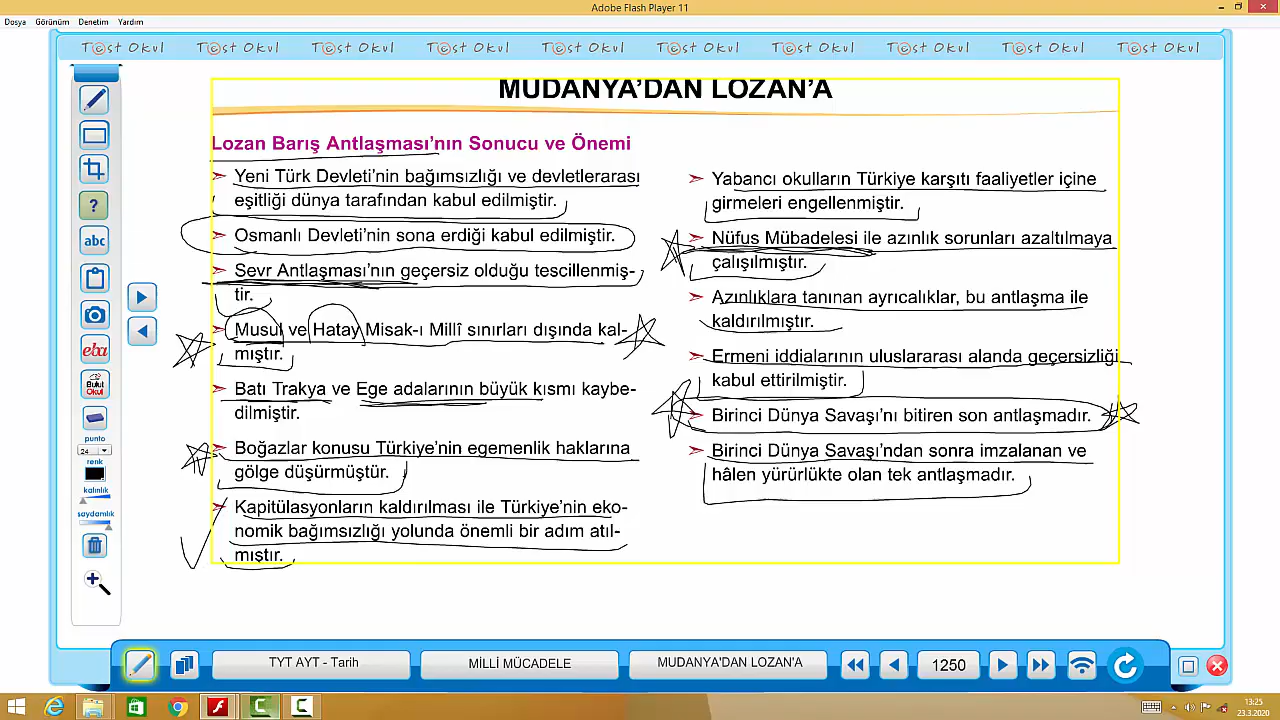 Adobe Flash Player 11
Dosya Görünüm Denetim Yardım
Test Okul Test Okul Test Okul Test Okul Test Okul Test Okul Test Okul Test Okul Test Okul Test Okul
MUDANYA'DAN LOZAN'A
Lozan Barış Antlaşması'nın Sonucu ve Önemi
➣ Yeni Türk Devleti'nin bağımsızlığı ve devletlerarası
eşitliği dünya tarafından kabul edilmiştir.
➣ Osmanlı Devleti'nin sona erdiği kabul edilmiştir.
➣ Sevr Antlaşması'nın geçersiz olduğu tescillenmiş-
tir.
➣ Musul ve Hatay Misak-ı Millî sınırları dışında kal-
mıştır.
➣ Batı Trakya ve Ege adalarının büyük kısmı kaybe-
dilmiştir.
➣ Boğazlar konusu Türkiye'nin egemenlik haklarına
gölge düşürmüştür.
➣ Kapitülasyonların kaldırılması ile Türkiye'nin eko-
nomik bağımsızlığı yolunda önemli bir adım atıl-
mıştır.
➣ Yabancı okulların Türkiye karşıtı faaliyetler içine
girmeleri engellenmiştir.
➣ Nüfus Mübadelesi ile azınlık sorunları azaltılmaya
çalışılmıştır.
➣ Azınlıklara tanınan ayrıcalıklar, bu antlaşma ile
kaldırılmıştır.
➣ Ermeni iddialarının uluslararası alanda geçersizliği
kabul ettirilmiştir.
➣ Birinci Dünya Savaşı'nı bitiren son antlaşmadır.
➣ Birinci Dünya Savaşı'ndan sonra imzalanan ve
hâlen yürürlükte olan tek antlaşmadır.
?
abc
eba
Bulut
Okul
punto
24
renk
kalınlık
saydamlık
TYT AYT - Tarih
MİLLİ MÜCADELE
MUDANYA'DAN LOZAN'A
1250
13:25
23.3.2020